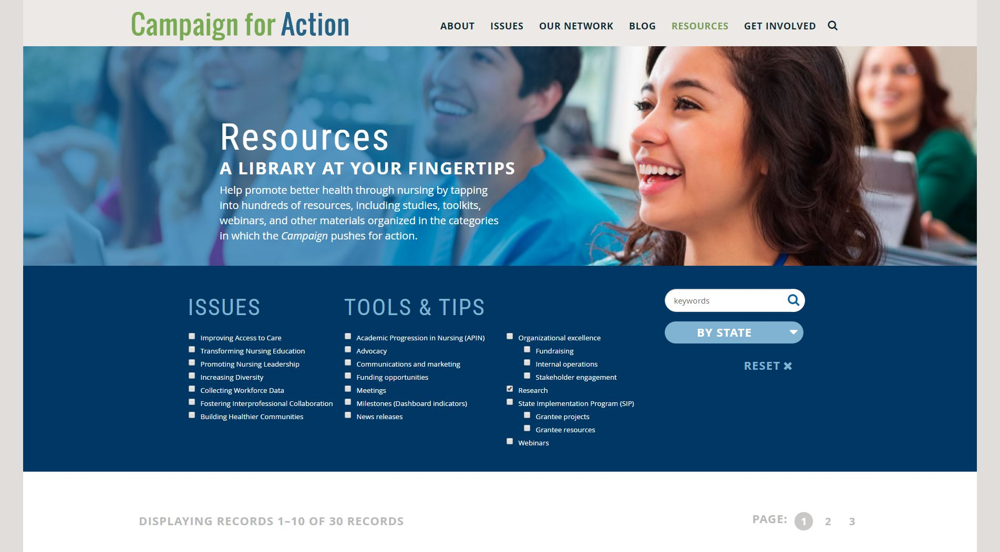 Campaign for Action
ABOUT ISSUES OUR NETWORK BLOG RESOURCES GET INVOLVED
Resources
A LIBRARY AT YOUR FINGERTIPS
Help promote better health through nursing by tapping
into hundreds of resources, including studies, toolkits,
webinars, and other materials organized in the categories
in which the Campaign pushes for action.
ISSUES
Improving Access to Care
Transforming Nursing Education
Promoting Nursing Leadership
Increasing Diversity
Collecting Workforce Data
Fostering Interprofessional Collaboration
Building Healthier Communities
TOOLS & TIPS
Academic Progression in Nursing (APIN)
Advocacy
Communications and marketing
Funding opportunities
Meetings
Milestones (Dashboard indicators)
News releases
Organizational excellence
Fundraising
Internal operations
Stakeholder engagement
Research
State Implementation Program (SIP)
Grantee projects
Grantee resources
Webinars
keywords
BY STATE
RESET
DISPLAYING RECORDS 1–10 OF 30 RECORDS
PAGE: 1 2 3